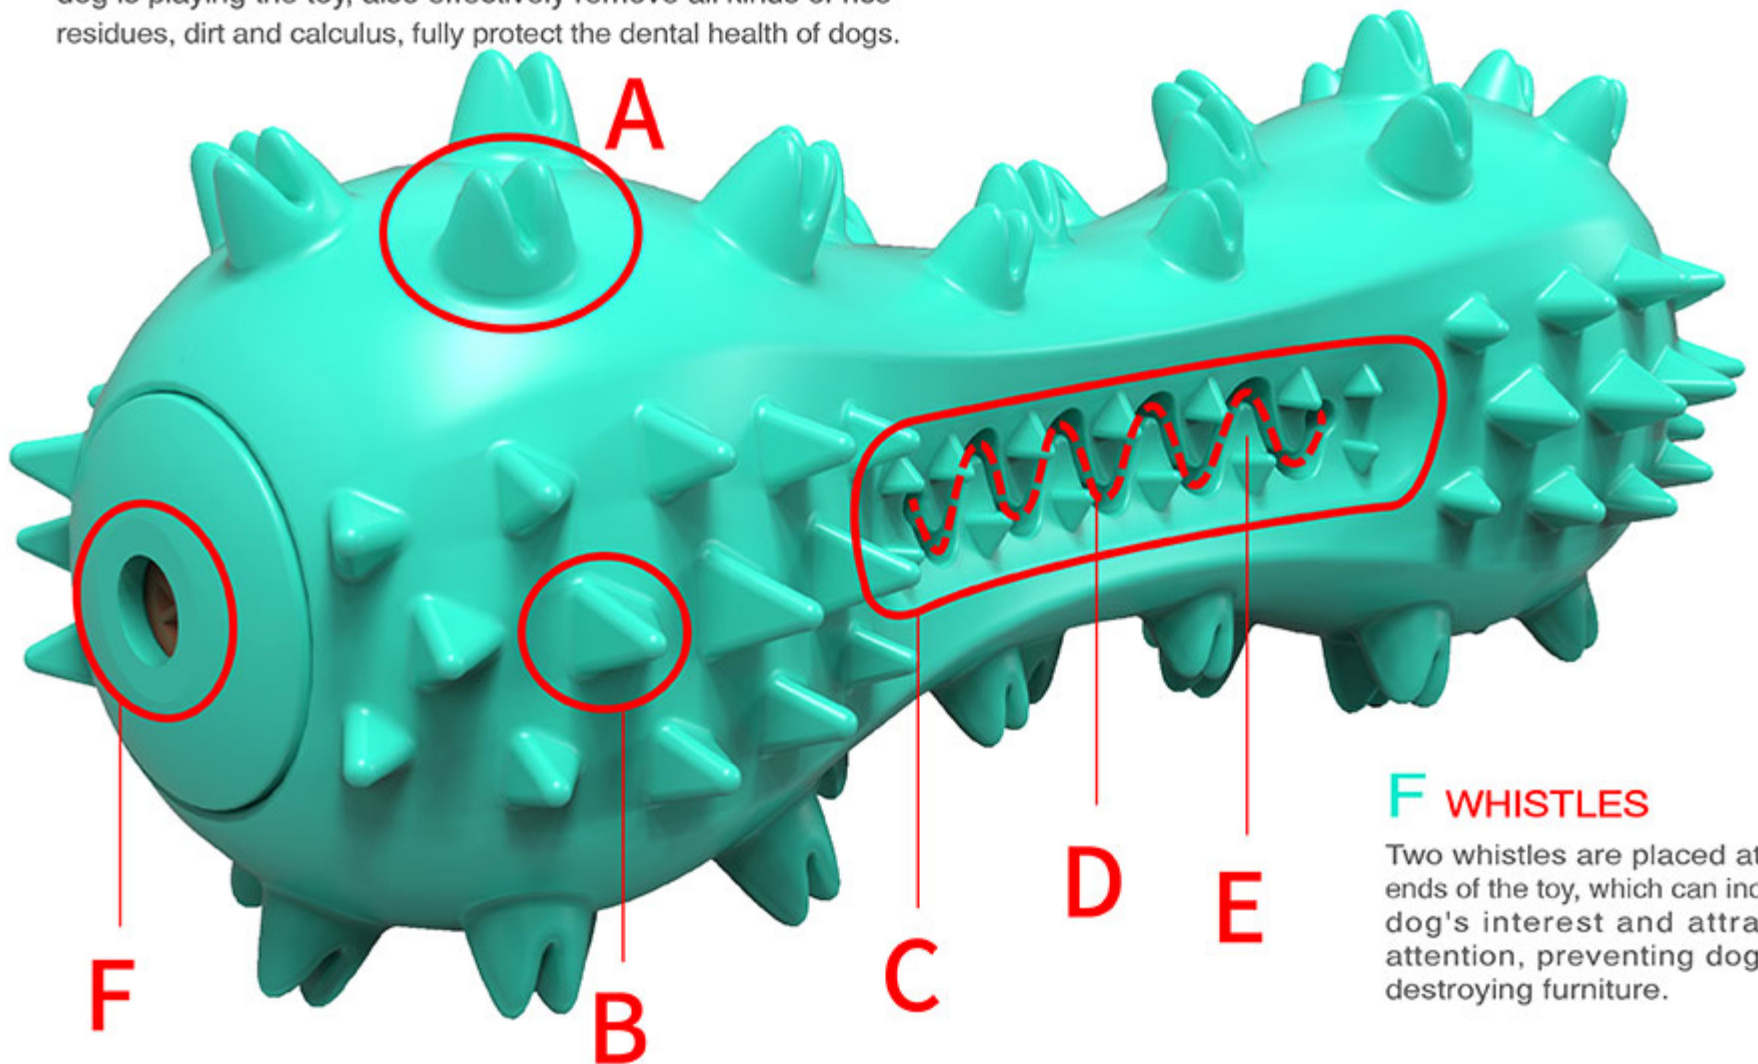 residues, dirt and calculus, fully protect the dental health of dogs.
A
F WHISTLES
Two whistles are placed at
ends of the toy, which can
dog's interest and
attention, preventing
destroying furniture.
D
E
C
F
B